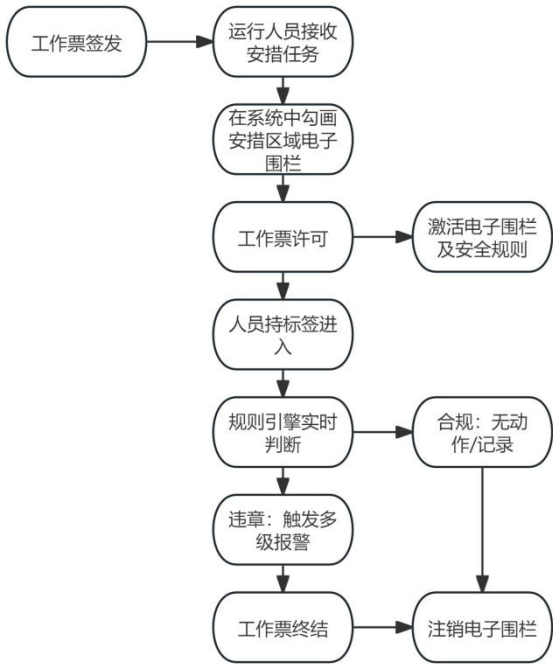 工作票签发
运行人员接收
安措任务
在系统中勾画
安措区域电子
围栏
工作票许可
激活电子围栏
及安全规则
人员持标签进
入
规则引擎实时
判断
合规：无动
作/记录
违章：触发多
级报警
工作票终结
注销电子围栏